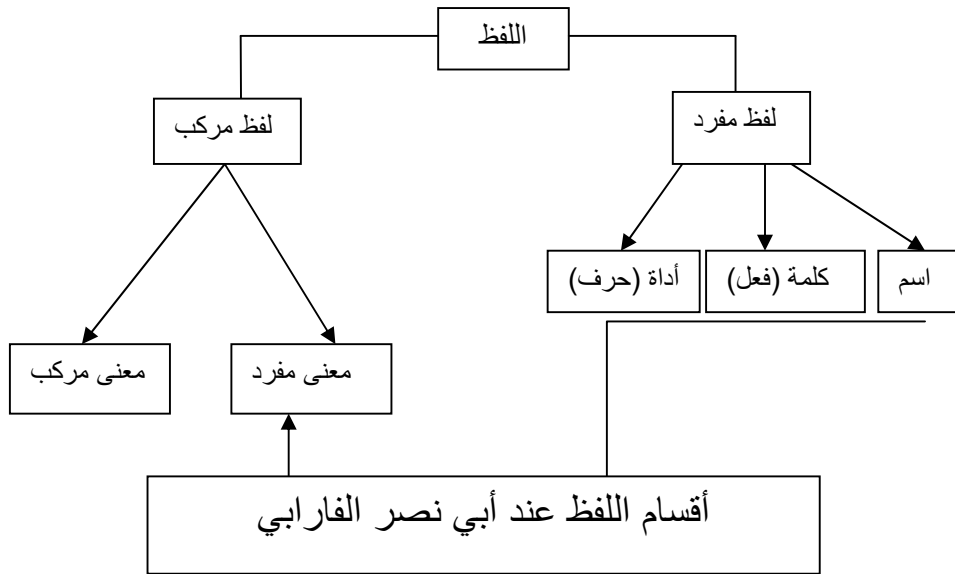 اللفظ
لفظ مفرد
لفظ مركب
اسم
كلمة (فعل)
أداة (حرف)
معنى مفرد
معنى مركب
أقسام اللفظ عند أبي نصر الفارابي